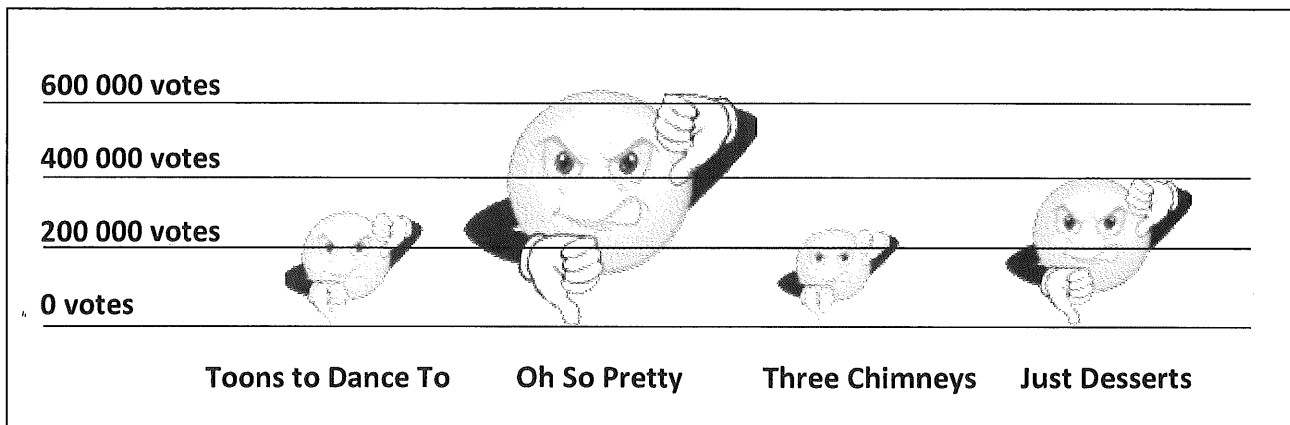 600 000 votes
400 000 votes
200 000 votes
0 votes
Toons to Dance To Oh So Pretty Three Chimneys Just Desserts